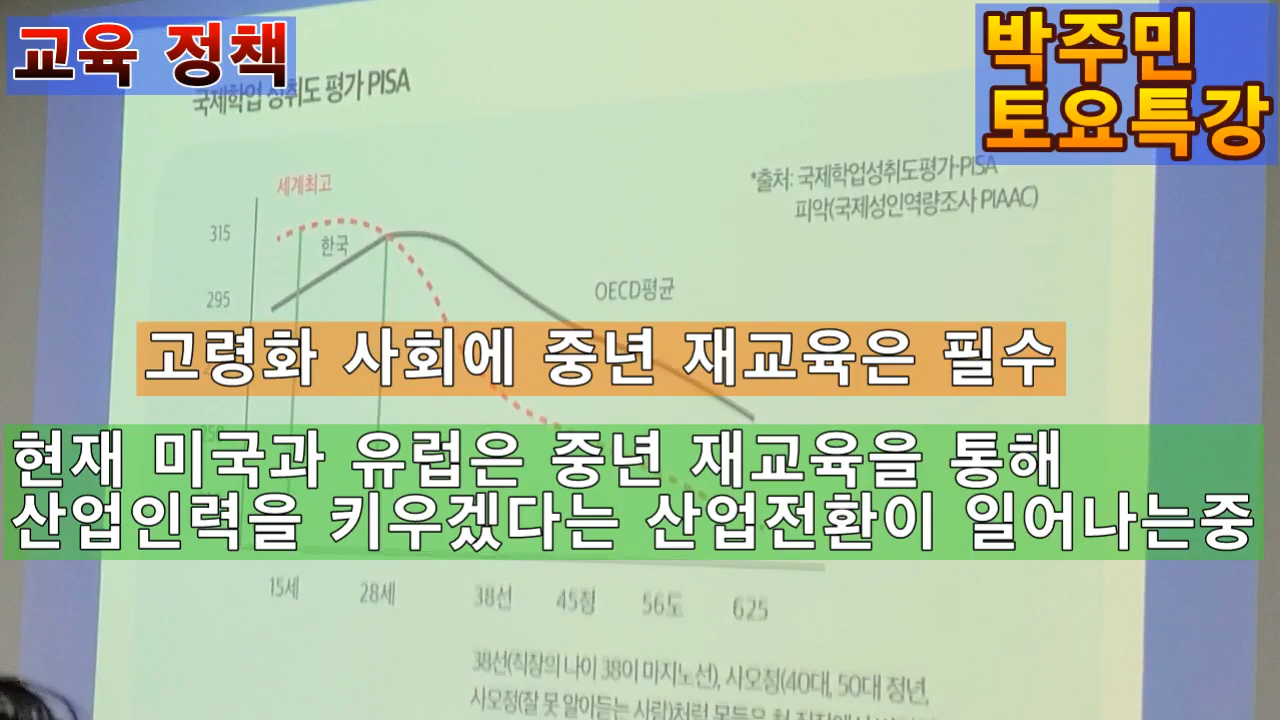 교육 정책
박주민
토요특강
국제학업 성취도 평가 PISA
*출처: 국제학업성취도평가-PISA
피악(국제성인역량조사 PIAAC)
세계최고
315
한국
OECD평균
295
고령화 사회에 중년 재교육은 필수
현재 미국과 유럽은 중년 재교육을 통해
산업인력을 키우겠다는 산업전환이 일어나는중
15세 28세 38선 45청 56도 625
38선(직장의 나이 38이 마지노선), 사오청(40대, 50대 정년,
사오청(잘 못 알아듣는 사람)처럼